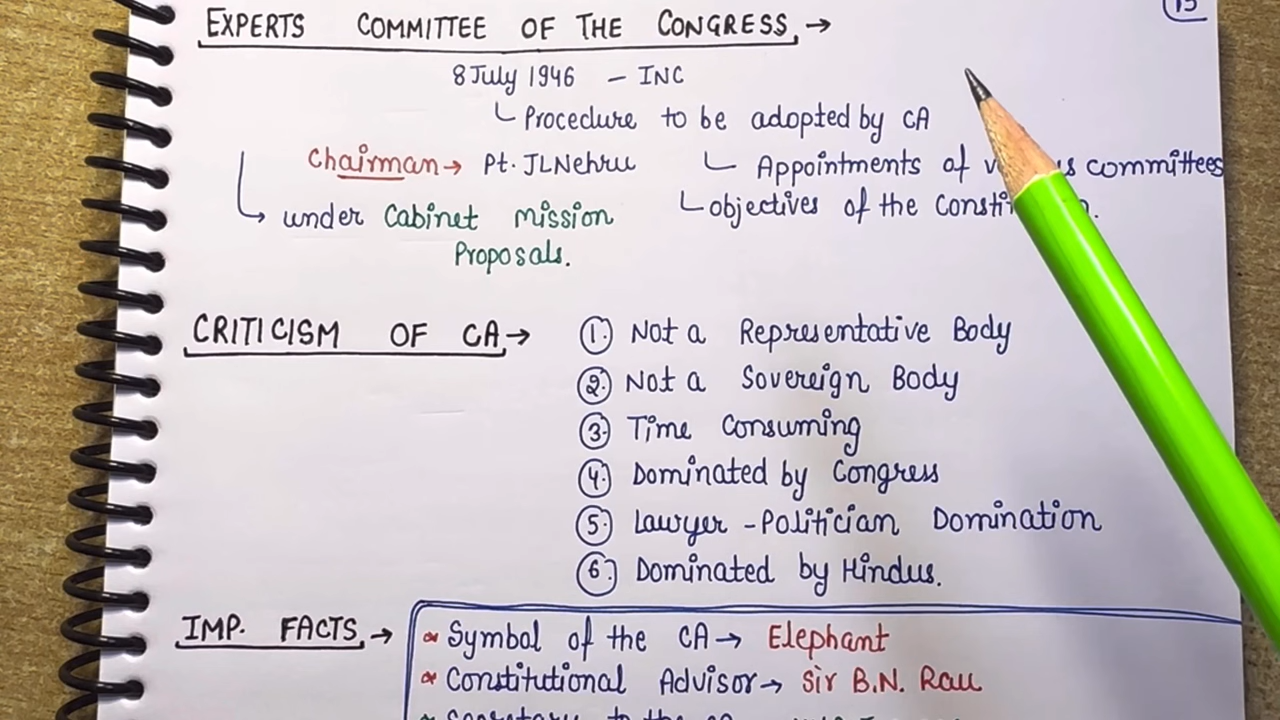 15
EXPERTS COMMITTEE OF THE CONGRESS →
8 July 1946 – INC
Procedure to be adopted by CA
Chairman → Pt. JLNehru
Appointments of committees
under Cabinet mission
objectives of the
Proposals.
CRITICISM OF CA →
1. Not a Representative Body
2. Not a Sovereign Body
3. Time Consuming
4. Dominated by Congress
5. Lawyer - Politician Domination
6. Dominated by Hindus.
IMP. FACTS →
Symbol of the CA → Elephant
Constitutional Advisor → Sir B.N. Rau
to the